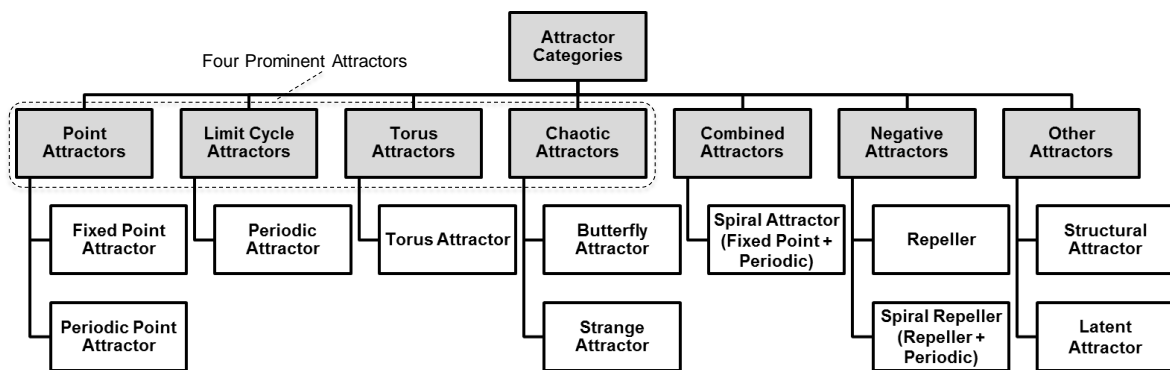 Attractor
Categories
Four Prominent Attractors
Point
Attractors
Limit Cycle
Attractors
Torus
Attractors
Chaotic
Attractors
Combined
Attractors
Negative
Attractors
Other
Attractors
Fixed Point
Attractor
Periodic
Attractor
Torus Attractor
Butterfly
Attractor
Spiral Attractor
(Fixed Point +
Periodic)
Repeller
Structural
Attractor
Periodic Point
Attractor
Strange
Attractor
Spiral Repeller
(Repeller +
Periodic)
Latent
Attractor